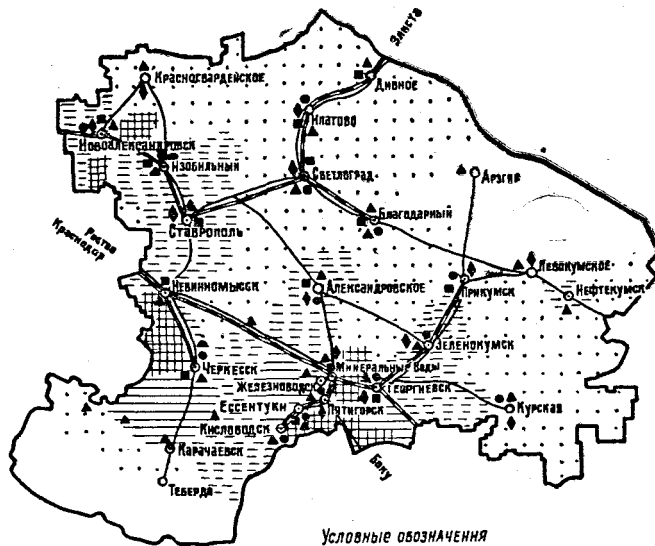 Элиста
Красногвардейское
Дивное
Ипатово
Новоалександровск
Изобильный
Светлоград
Арзгир
Ставрополь
Благодарный
Ростов
Краснодар
Левокумское
Невинномысск
Александровское
Прикумск
Нефтекумск
Зеленокумск
Черкесск
Минеральные Воды
Железноводск
Георгиевск
Ессентуки
Пятигорск
Курская
Кисловодск
Карачаевск
Баку
Теберда
Условные обозначения